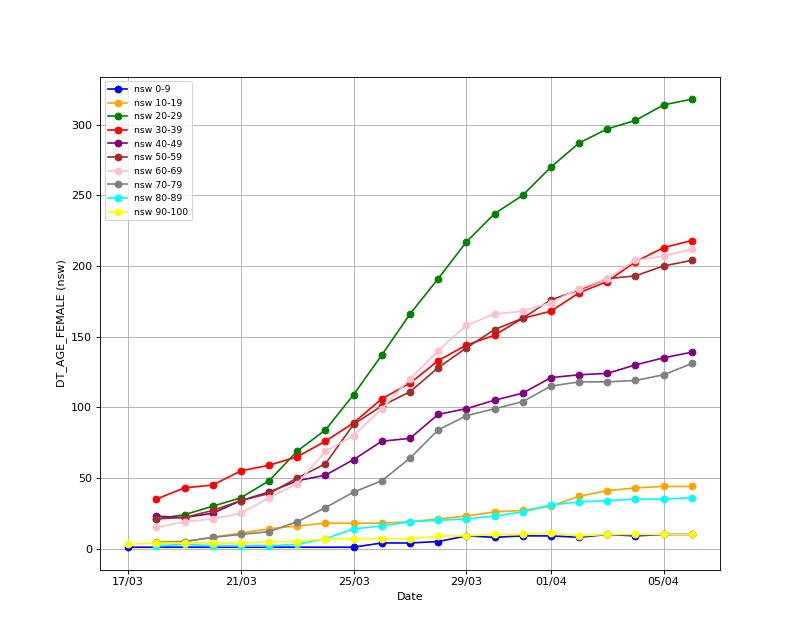 nsw 0-9
nsw 10-19
nsw 20-29
nsw 30-39
nsw 40-49
nsw 50-59
nsw 60-69
nsw 70-79
nsw 80-89
nsw 90-100
300
250
200
150
100
50
0
DT_AGE_FEMALE (nsw)
17/03 21/03 25/03 29/03 01/04 05/04
Date